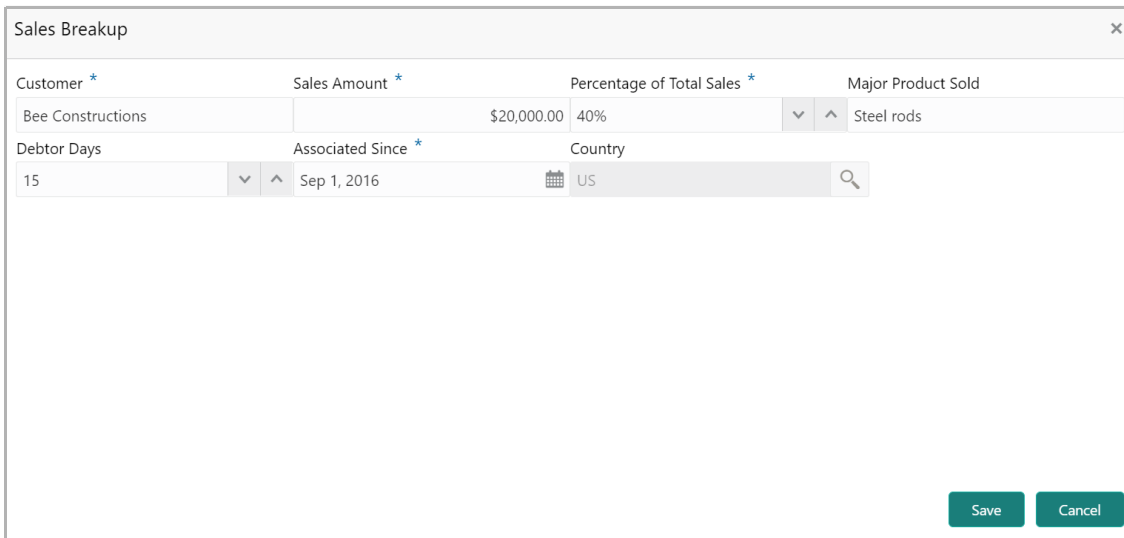 Sales Breakup
Customer * Sales Amount * Percentage of Total Sales * Major Product Sold
Bee Constructions $20,000.00 40% Steel rods
Debtor Days Associated Since * Country
15 Sep 1, 2016 US
Save Cancel